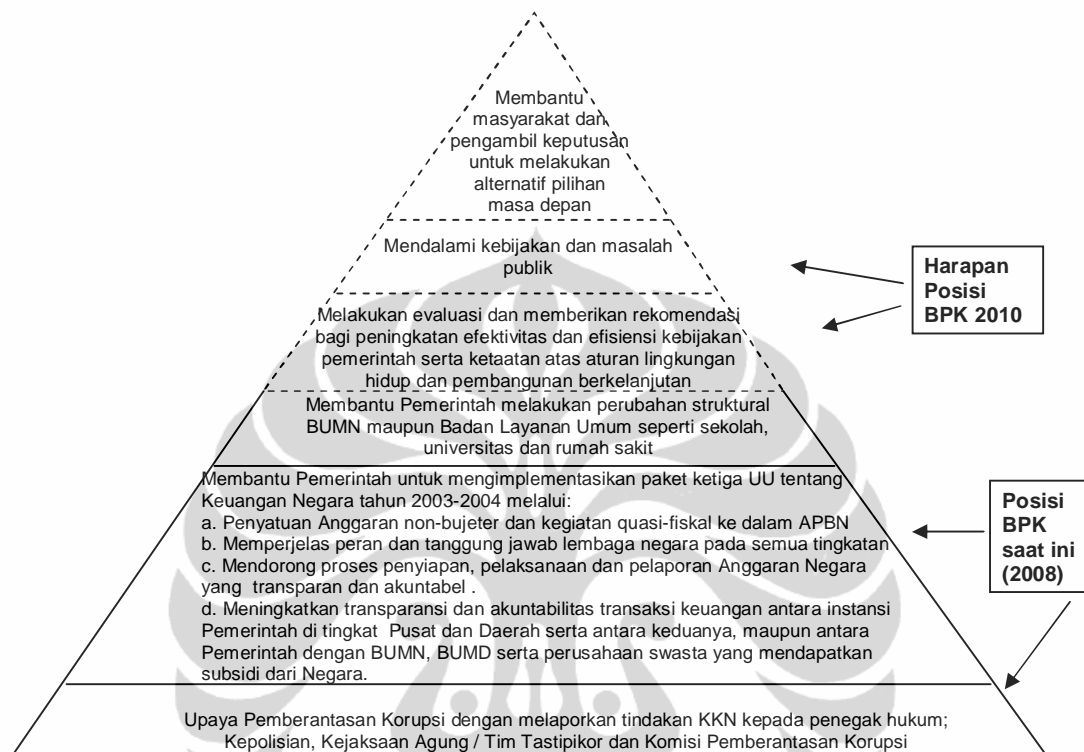 Membantu
masyarakat dan
pengambil keputusan
untuk melakukan
alternatif pilihan
masa depan
Mendalami kebijakan dan masalah
publik
Harapan
Posisi
BPK 2010
Melakukan evaluasi dan memberikan rekomendasi
bagi peningkatan efektivitas dan efisiensi kebijakan
pemerintah serta ketaatan atas aturan lingkungan
hidup dan pembangunan berkelanjutan
Membantu Pemerintah melakukan perubahan struktural
BUMN maupun Badan Layanan Umum seperti sekolah,
universitas dan rumah sakit
Membantu Pemerintah untuk mengimplementasikan paket ketiga UU tentang
Keuangan Negara tahun 2003-2004 melalui:
a. Penyatuan Anggaran non-bujeter dan kegiatan quasi-fiskal ke dalam APBN
b. Memperjelas peran dan tanggung jawab lembaga negara pada semua tingkatan
c. Mendorong proses penyiapan, pelaksanaan dan pelaporan Anggaran Negara
yang transparan dan akuntabel .
d. Meningkatkan transparansi dan akuntabilitas transaksi keuangan antara instansi
Pemerintah di tingkat Pusat dan Daerah serta antara keduanya, maupun antara
Pemerintah dengan BUMN, BUMD serta perusahaan swasta yang mendapatkan
subsidi dari Negara.
Posisi
BPK
saat ini
(2008)
Upaya Pemberantasan Korupsi dengan melaporkan tindakan KKN kepada penegak hukum;
Kepolisian, Kejaksaan Agung / Tim Tastipikor dan Komisi Pemberantasan Korupsi